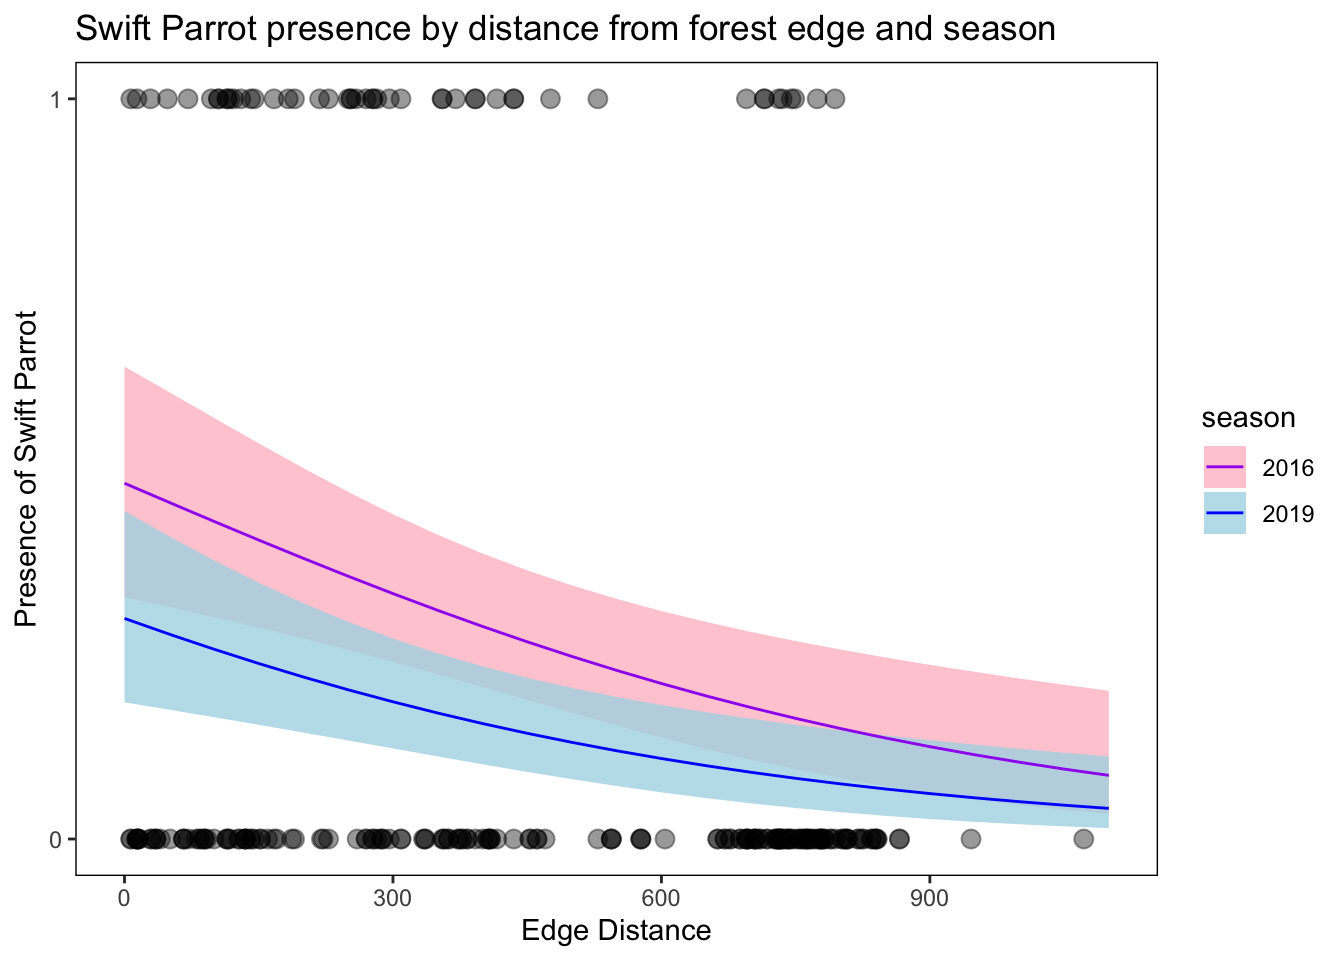 Swift Parrot presence by distance from forest edge and season
Presence of Swift Parrot
1
0
0 300 600 900
Edge Distance
season
2016
2019